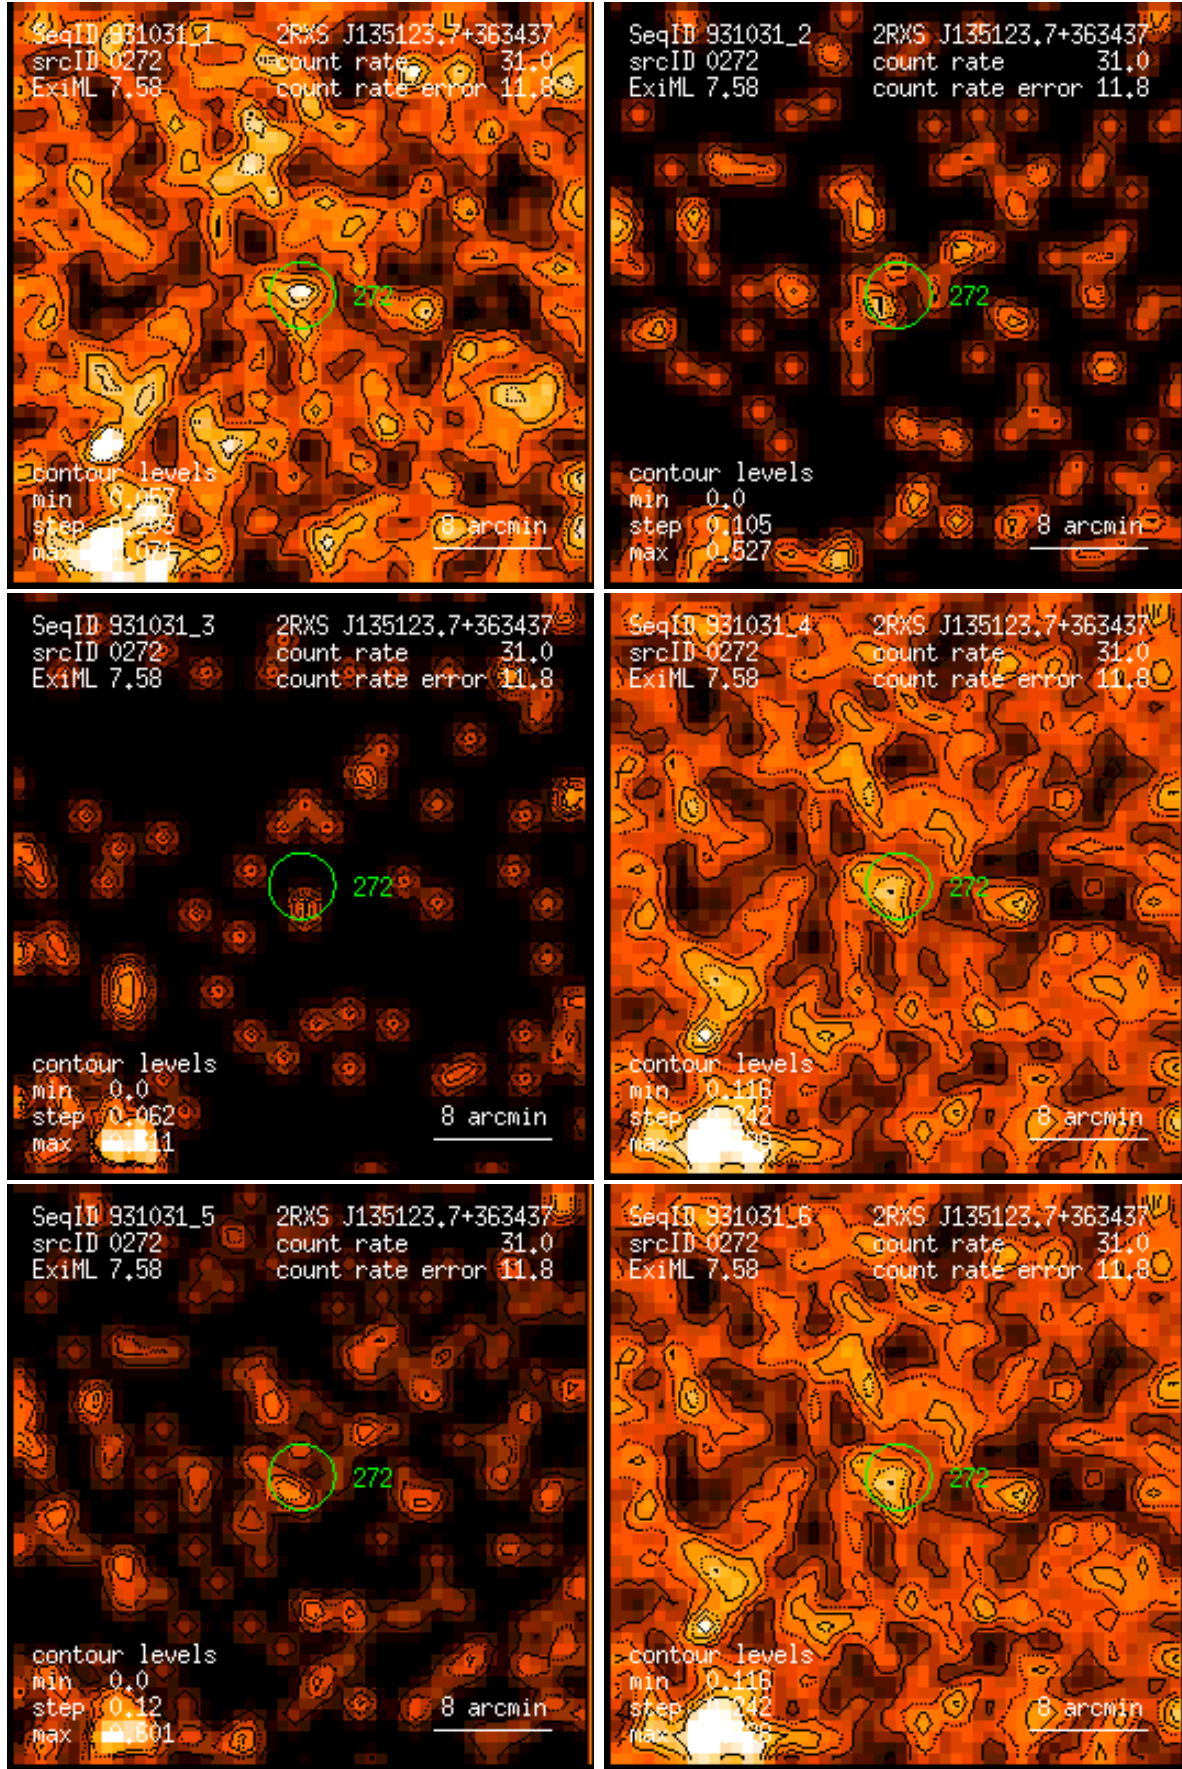 SeqID 931031_1 2RXS J135123.7+363437
srcID 0272 count rate 31.0
ExiML 7.58 count rate error 11.8
272
contour levels
min 0.067
step
max
8 arcmin
SeqID 931031_2 2RXS J135123.7+363437
srcID 0272 count rate 31.0
ExiML 7.58 count rate error 11.8
272
contour levels
min 0.0
step 0.105
max 0.527
8 arcmin
SeqID 931031_3 2RXS J135123.7+363437
srcID 0272 count rate 31.0
ExiML 7.58 count rate error 11.8
272
contour levels
min 0.0
step 0.062
max
8 arcmin
SeqID 931031_4 2RXS J135123.7+363437
srcID 0272 count rate 31.0
ExiML 7.58 count rate error 11.8
272
contour levels
min 0.116
step
max
8 arcmin
SeqID 931031_5 2RXS J135123.7+363437
srcID 0272 count rate 31.0
ExiML 7.58 count rate error 11.8
272
contour levels
min 0.0
step 0.12
max 0.601
8 arcmin
SeqID 931031_6 2RXS J135123.7+363437
srcID 0272 count rate 31.0
ExiML 7.58 count rate error 11.8
272
contour levels
min 0.116
step
max
8 arcmin